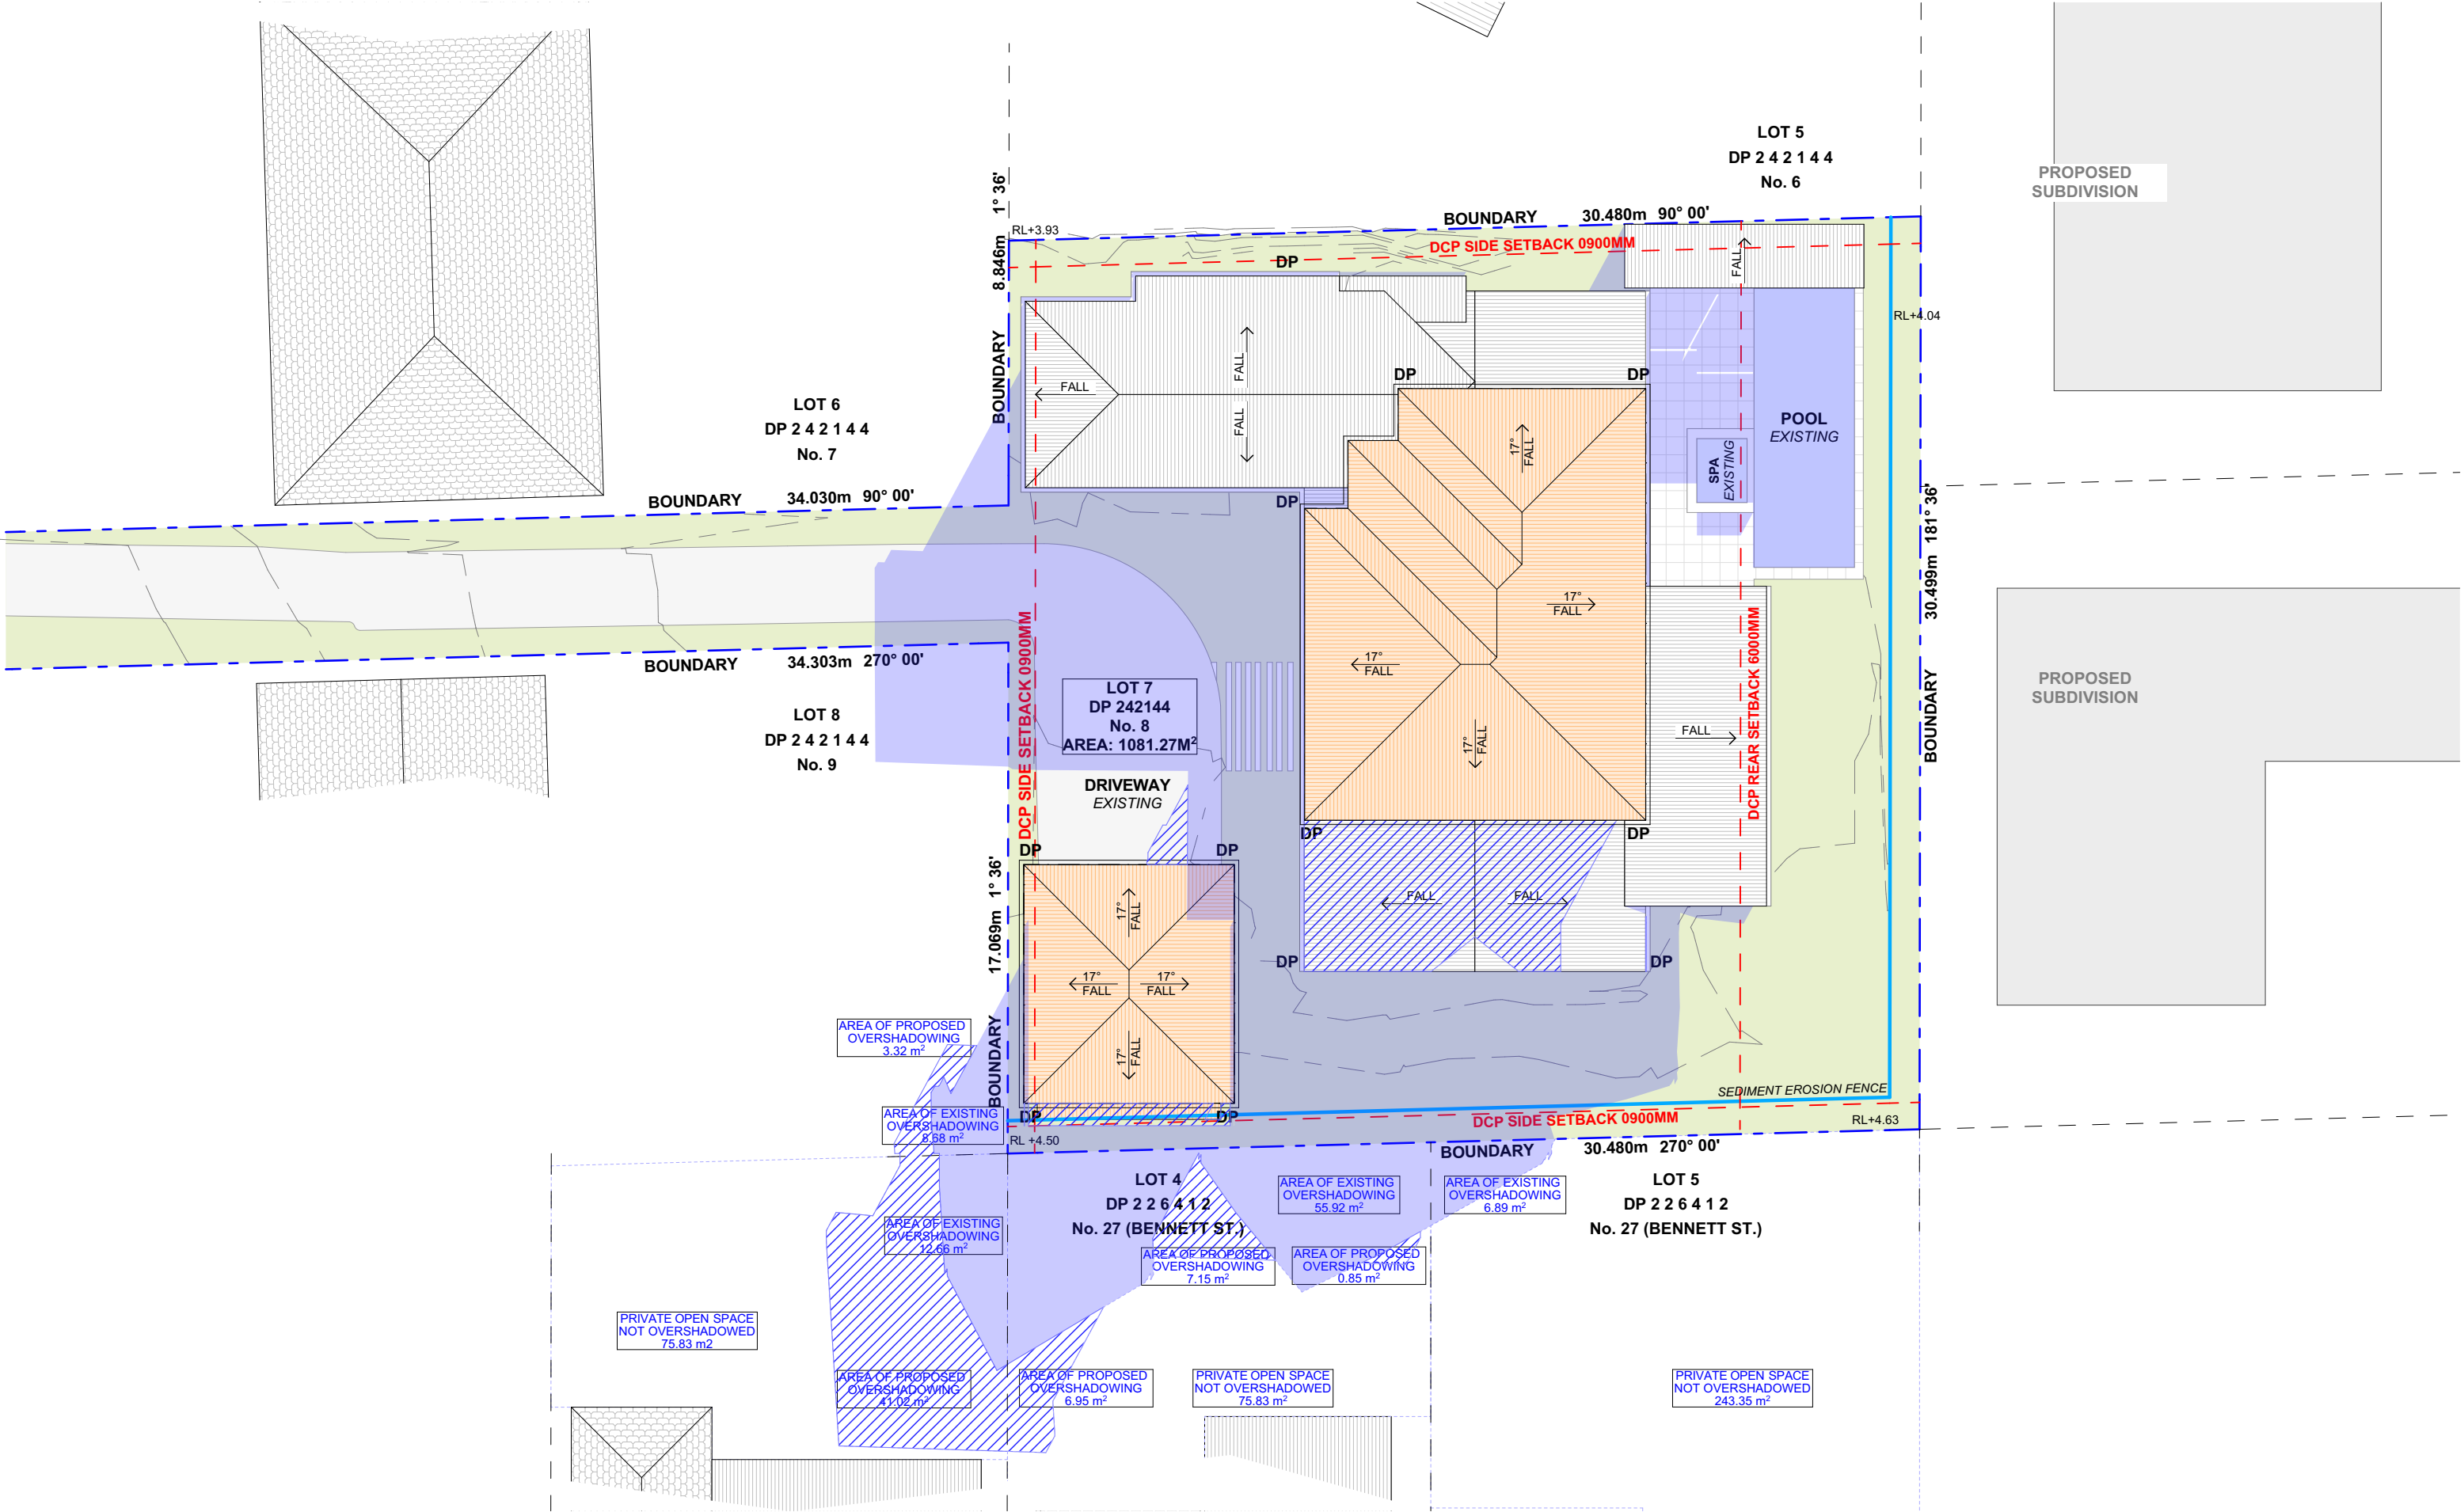 LOT 5
DP 2 4 2 1 4 4
No. 6
PROPOSED
SUBDIVISION
1° 36'
8.846m
BOUNDARY
RL+3.93
BOUNDARY 30.480m 90° 00'
DCP SIDE SETBACK 0900MM
DP
FALL
RL+4.04
FALL
FALL
FALL
DP
DP
LOT 6
DP 2 4 2 1 4 4
No. 7
17°
FALL
POOL
EXISTING
SPA
EXISTING
BOUNDARY 34.030m 90° 00'
DP
DP
181° 36'
30.499m
BOUNDARY
17°
FALL
DCP SIDE SETBACK 0900MM
DCP REAR SETBACK 6000MM
BOUNDARY 34.303m 270° 00'
17°
FALL
PROPOSED
SUBDIVISION
LOT 7
DP 242144
No. 8
AREA: 1081.27M²
LOT 8
DP 2 4 2 1 4 4
No. 9
17°
FALL
FALL
DRIVEWAY
EXISTING
DP
DP
DP
DP
1° 36'
17.069m
BOUNDARY
17°
FALL
FALL
FALL
DP
DP
17°
FALL
17°
FALL
17°
FALL
AREA OF PROPOSED
OVERSHADOWING
3.32 m²
SEDIMENT EROSION FENCE
AREA OF EXISTING
OVERSHADOWING
6.68 m²
DP
DP
DCP SIDE SETBACK 0900MM
RL+4.63
RL +4.50
BOUNDARY 30.480m 270° 00'
LOT 4
DP 2 2 6 4 1 2
No. 27 (BENNETT ST.)
AREA OF EXISTING
OVERSHADOWING
55.92 m²
AREA OF EXISTING
OVERSHADOWING
6.89 m²
LOT 5
DP 2 2 6 4 1 2
No. 27 (BENNETT ST.)
AREA OF EXISTING
OVERSHADOWING
12.66 m²
AREA OF PROPOSED
OVERSHADOWING
7.15 m²
AREA OF PROPOSED
OVERSHADOWING
0.85 m²
PRIVATE OPEN SPACE
NOT OVERSHADOWED
75.83 m2
AREA OF PROPOSED
OVERSHADOWING
41.02 m²
AREA OF PROPOSED
OVERSHADOWING
6.95 m²
PRIVATE OPEN SPACE
NOT OVERSHADOWED
75.83 m²
PRIVATE OPEN SPACE
NOT OVERSHADOWED
243.35 m²